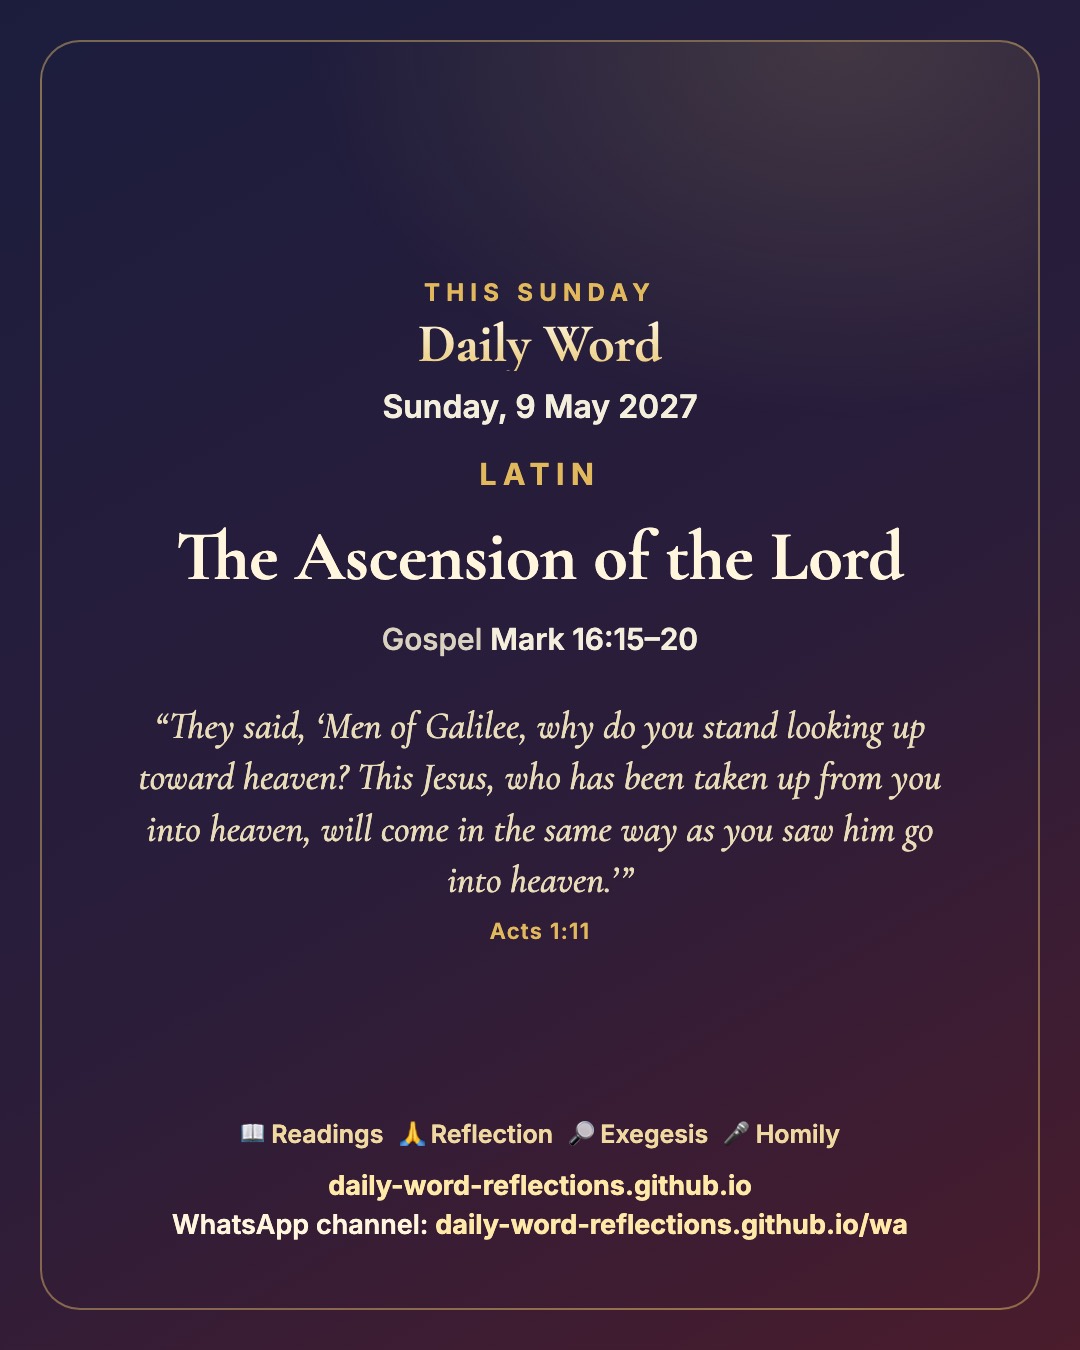 THIS SUNDAY
Daily Word
Sunday, 9 May 2027
LATIN
The Ascension of the Lord
Gospel Mark 16:15–20
“They said, ‘Men of Galilee, why do you stand looking up
toward heaven? This Jesus, who has been taken up from you
into heaven, will come in the same way as you saw him go
into heaven.’”
Acts 1:11
📖 Readings 🙏 Reflection 🔎 Exegesis 🎤 Homily
daily-word-reflections.github.io
WhatsApp channel: daily-word-reflections.github.io/wa